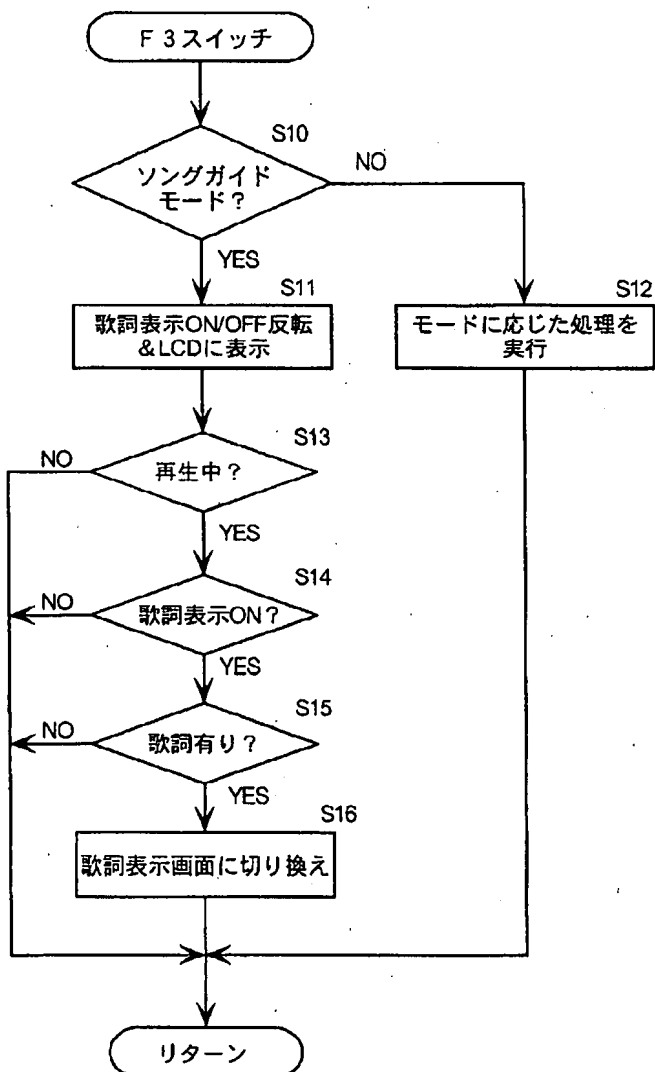 F3スイッチ
S10
ソングガイド
モード?
NO
YES
S11
歌詞表示ON/OFF反転
&LCDに表示
S12
モードに応じた処理を
実行
S13
再生中?
NO
YES
S14
歌詞表示ON?
NO
YES
S15
歌詞有り?
NO
YES
S16
歌詞表示画面に切り換え
リターン